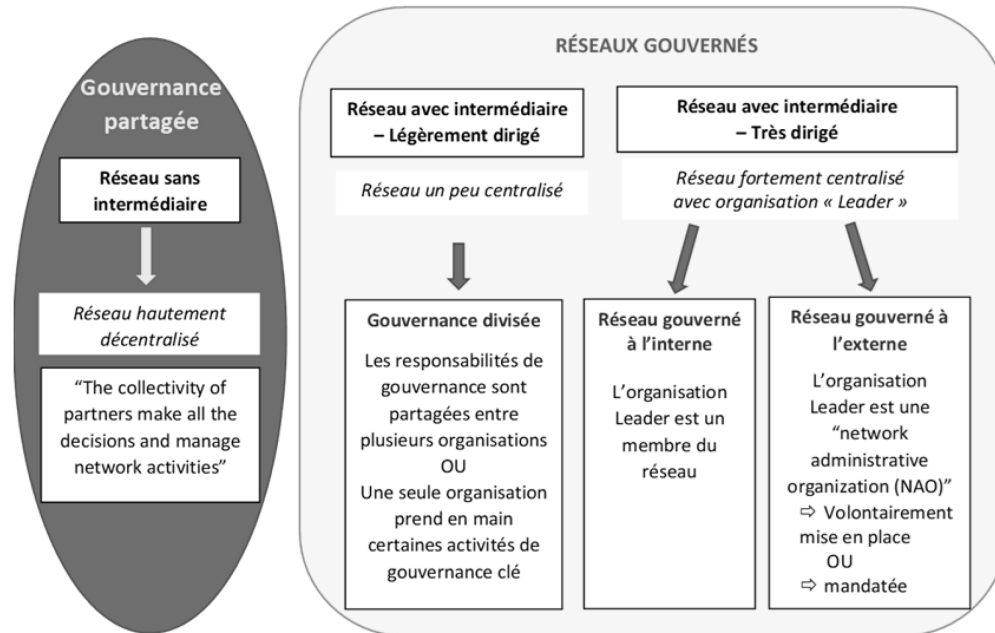 Gouvernance
partagée
Réseau sans
intermédiaire
Réseau hautement
décentralisé
“The collectivity of
partners make all the
decisions and manage
network activities”
RÉSEAUX GOUVERNÉS
Réseau avec intermédiaire
– Légèrement dirigé
Réseau un peu centralisé
Gouvernance divisée
Les responsabilités de
gouvernance sont
partagées entre
plusieurs organisations
OU
Une seule organisation
prend en main
certaines activités de
gouvernance clé
Réseau avec intermédiaire
– Très dirigé
Réseau fortement centralisé
avec organisation « Leader »
Réseau gouverné
à l’interne
L’organisation
Leader est un
membre du
réseau
Réseau gouverné à
l’externe
L’organisation
Leader est une
“network
administrative
organization (NAO)”
⇨ Volontairement
mise en place
OU
⇨ mandatée